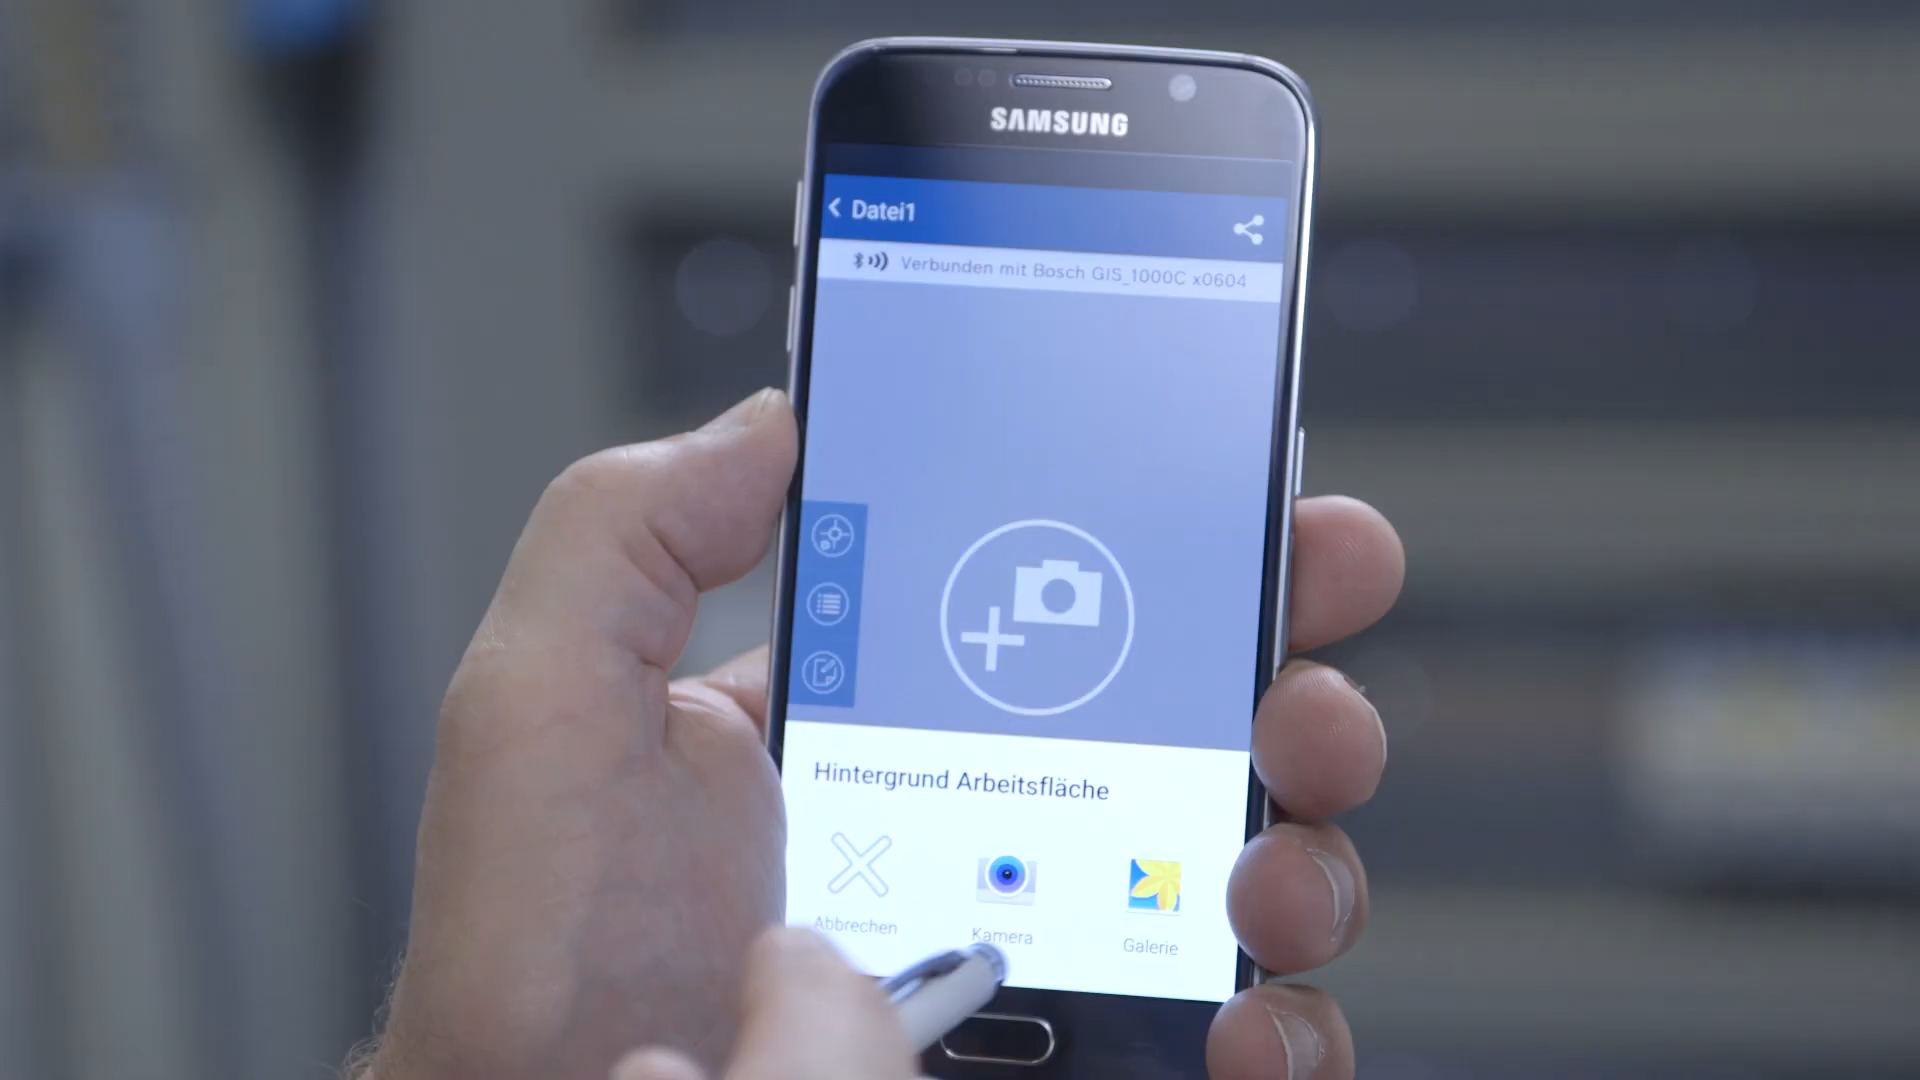 SAMSUNG
Datei1
Verbunden mit Bosch GIS_1000C x0604
Hintergrund Arbeitsfläche
Abbrechen
Kamera
Galerie